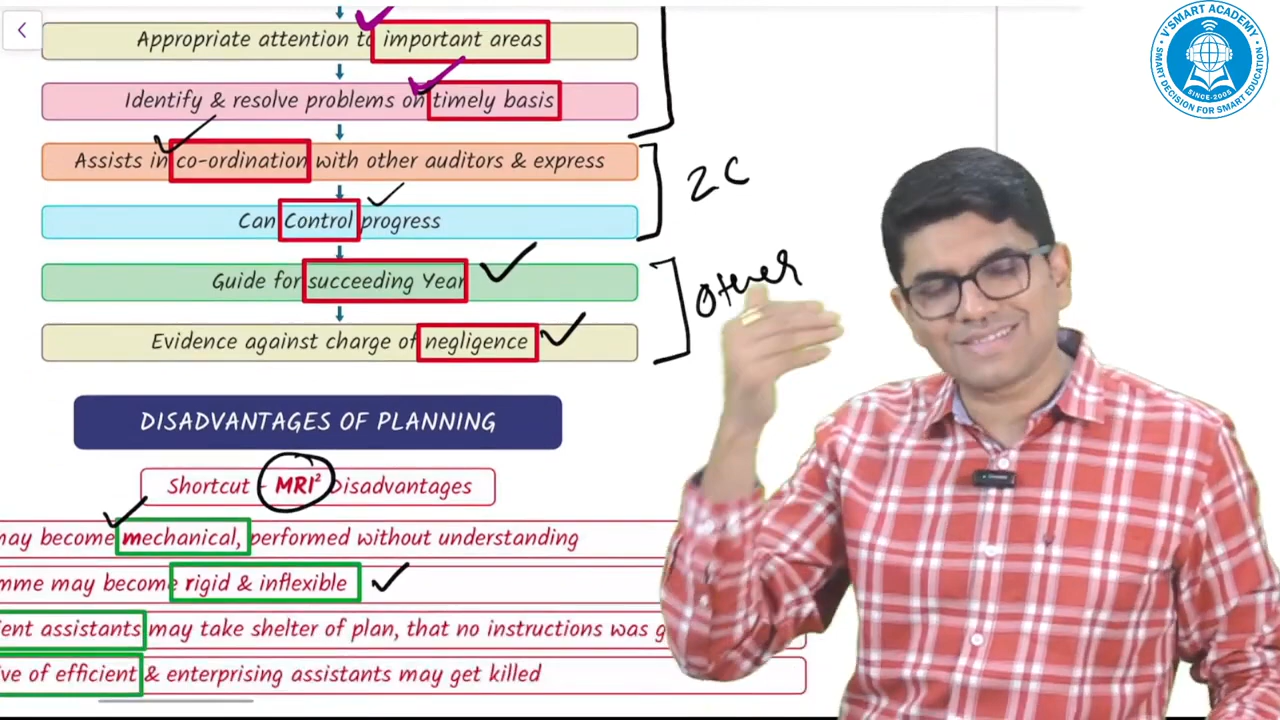 Appropriate attention to important areas
Identify & resolve problems on timely basis
Assists in co-ordination with other auditors & express
2C
Can Control progress
Guide for succeeding Year
Other
Evidence against charge of negligence
DISADVANTAGES OF PLANNING
Shortcut - MRI² Disadvantages
may become mechanical, performed without understanding
mme may become rigid & inflexible
ient assistants may take shelter of plan, that no instructions was g
ve of efficient & enterprising assistants may get killed
V'SMART ACADEMY
SMART DECISION FOR SMART EDUCATION
SINCE-2005